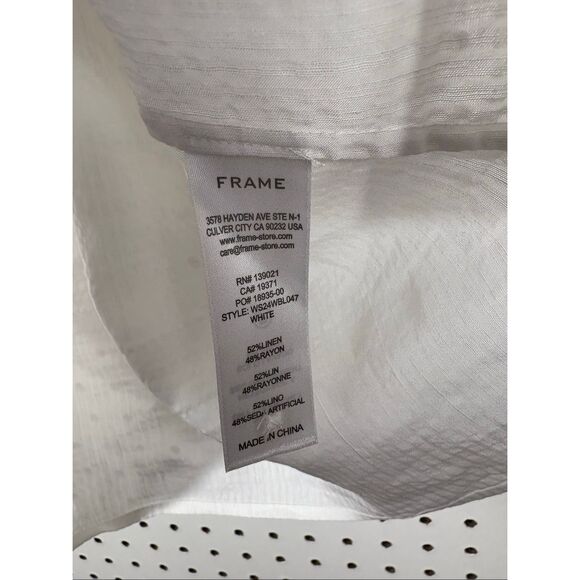 FRAME
3578 HAYDEN AVE STE N-1
CULVER CITY CA 90232 USA
www.frame-store.com
care@frame-store.com
RN# 139021
CA# 19371
PO# 18935-00
STYLE: WS24WBL047
WHITE
52%LINEN
48%RAYON
52%LIN
48%RAYONNE
52%LINO
48%SEDA ARTIFICIAL
MADE IN CHINA